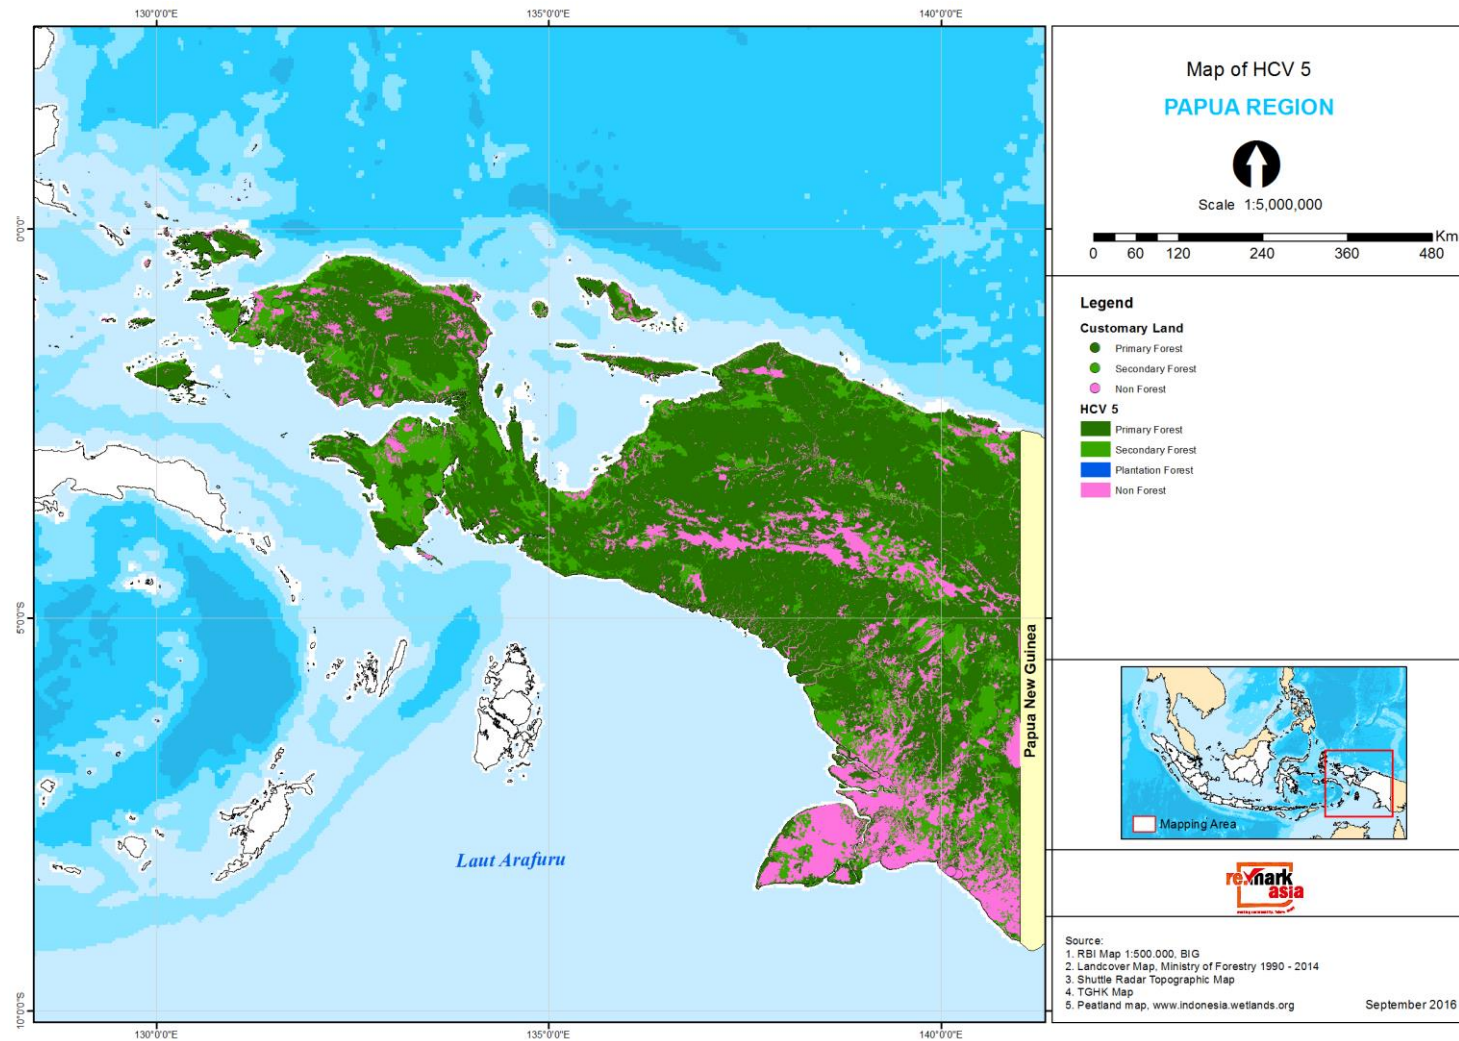 130°0'0"E
135°0'0"E
140°0'0"E
0°0'0"
5°0'0"S
10°0'0"S
130°0'0"E
135°0'0"E
140°0'0"E
Laut Arafuru
Papua New Guinea
Map of HCV 5
PAPUA REGION
Scale 1:5,000,000
Km
0 60 120 240 360 480
Legend
Customary Land
Primary Forest
Secondary Forest
Non Forest
HCV 5
Primary Forest
Secondary Forest
Plantation Forest
Non Forest
Mapping Area
remark
asia
Source:
1. RBI Map 1:500.000, BIG
2. Landcover Map, Ministry of Forestry 1990 - 2014
3. Shuttle Radar Topographic Map
4. TGHK Map
5. Peatland map, www.indonesia.wetlands.org
September 2016